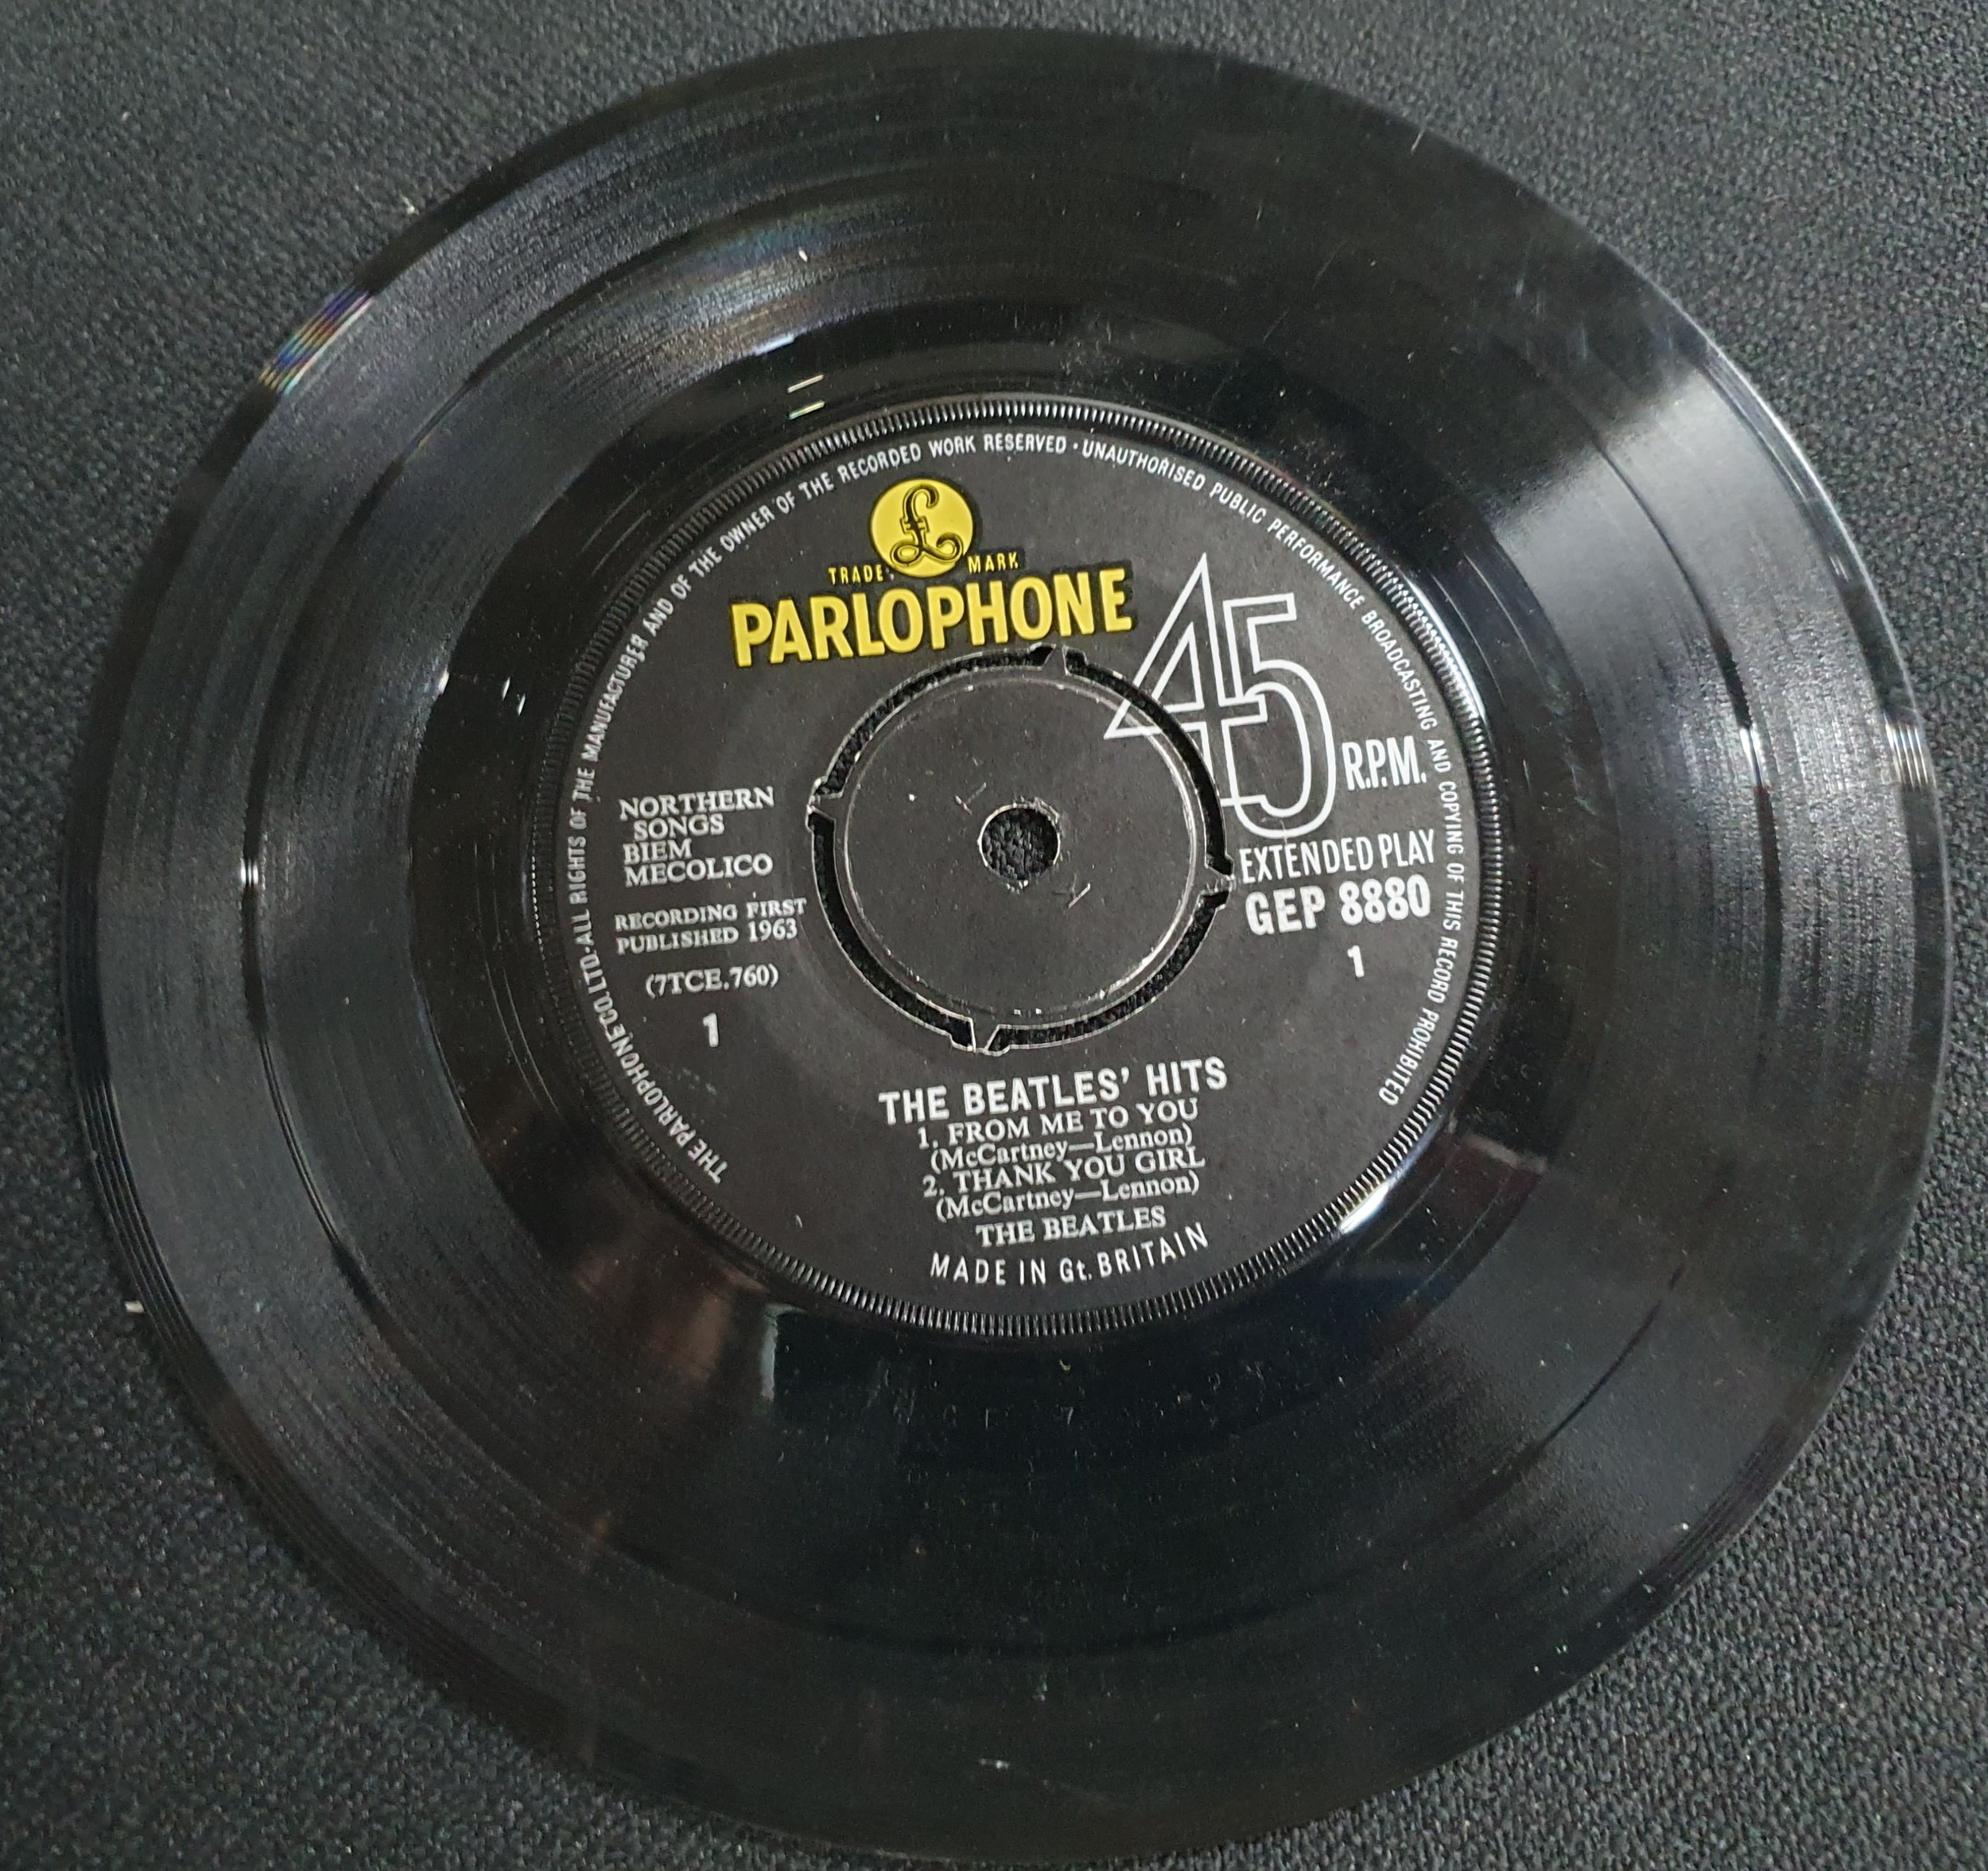 THE PARLOPHONE CO. LTD · ALL RIGHTS OF THE MANUFACTURER AND OF THE OWNER OF THE RECORDED WORK RESERVED · UNAUTHORISED PUBLIC PERFORMANCE BROADCASTING AND COPYING OF THIS RECORD PROHIBITED
£
TRADE MARK
PARLOPHONE
45
R.P.M.
EXTENDED PLAY
GEP 8880
1
NORTHERN
SONGS
BIEM
MECOLICO
RECORDING FIRST
PUBLISHED 1963
(7TCE.760)
1
THE BEATLES' HITS
1. FROM ME TO YOU
(McCartney—Lennon)
2. THANK YOU GIRL
(McCartney—Lennon)
THE BEATLES
MADE IN Gt. BRITAIN